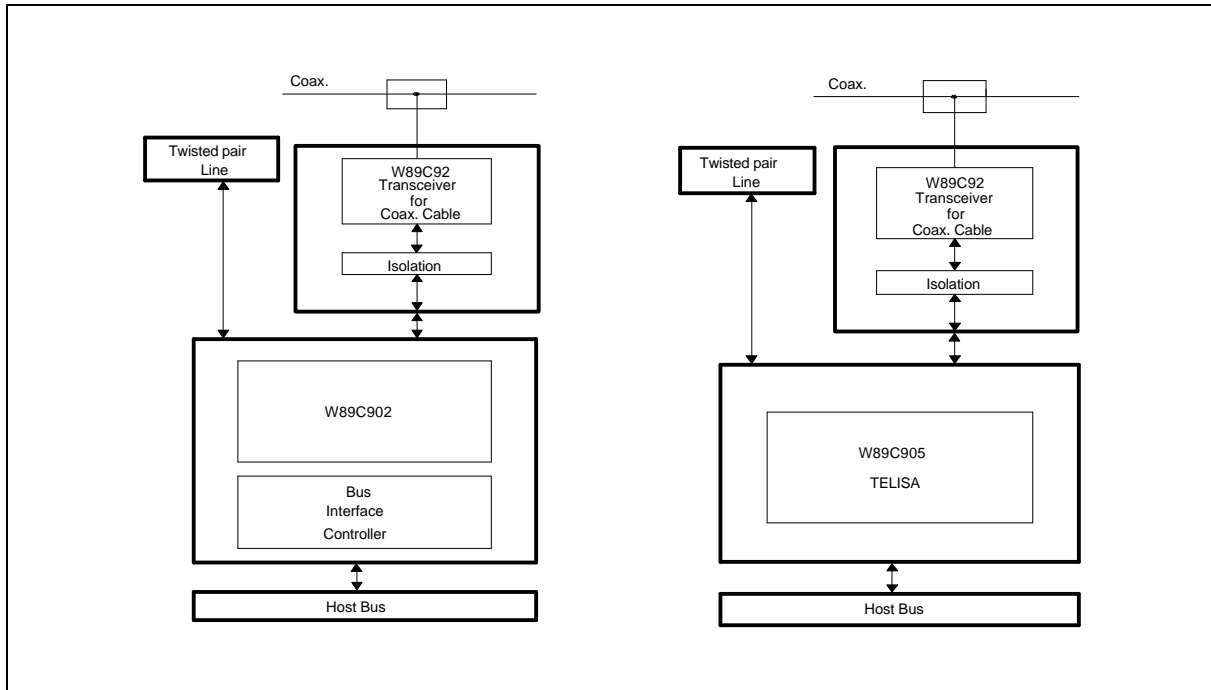 Coax.
Twisted pair
Line
W89C92
Transceiver
for
Coax. Cable
Isolation
W89C902
Bus
Interface
Controller
Host Bus
Coax.
Twisted pair
Line
W89C92
Transceiver
for
Coax. Cable
Isolation
W89C905
TELISA
Host Bus